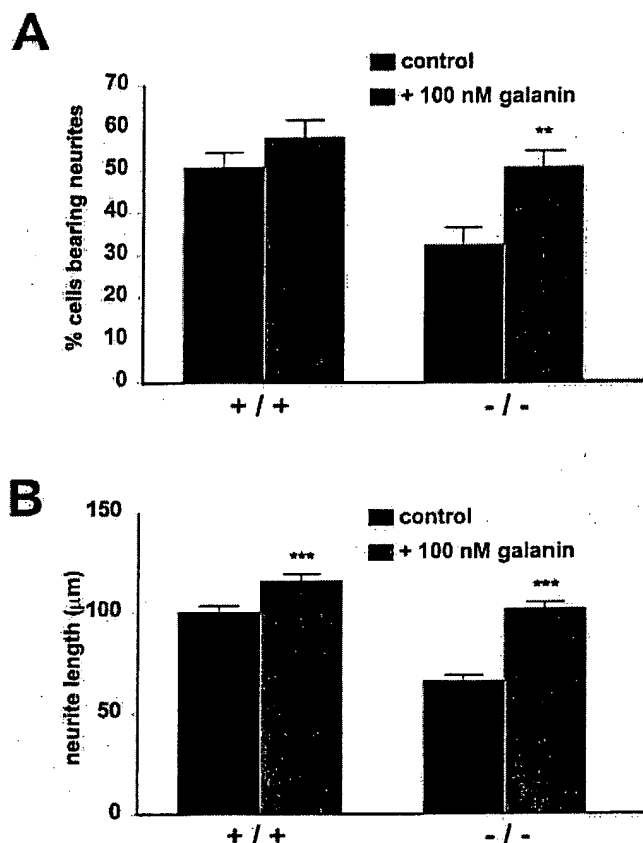 A
control
+ 100 nM galanin
70
60
50
40
30
20
10
0
% cells bearing neurites
**
+ / +
- / -
B
control
+ 100 nM galanin
150
100
50
0
neurite length (μm)
***
***
+ / +
- / -